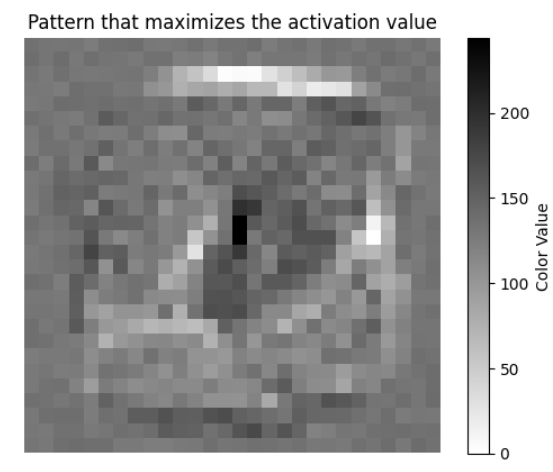 Pattern that maximizes the activation value
200
150
100
50
0
Color Value